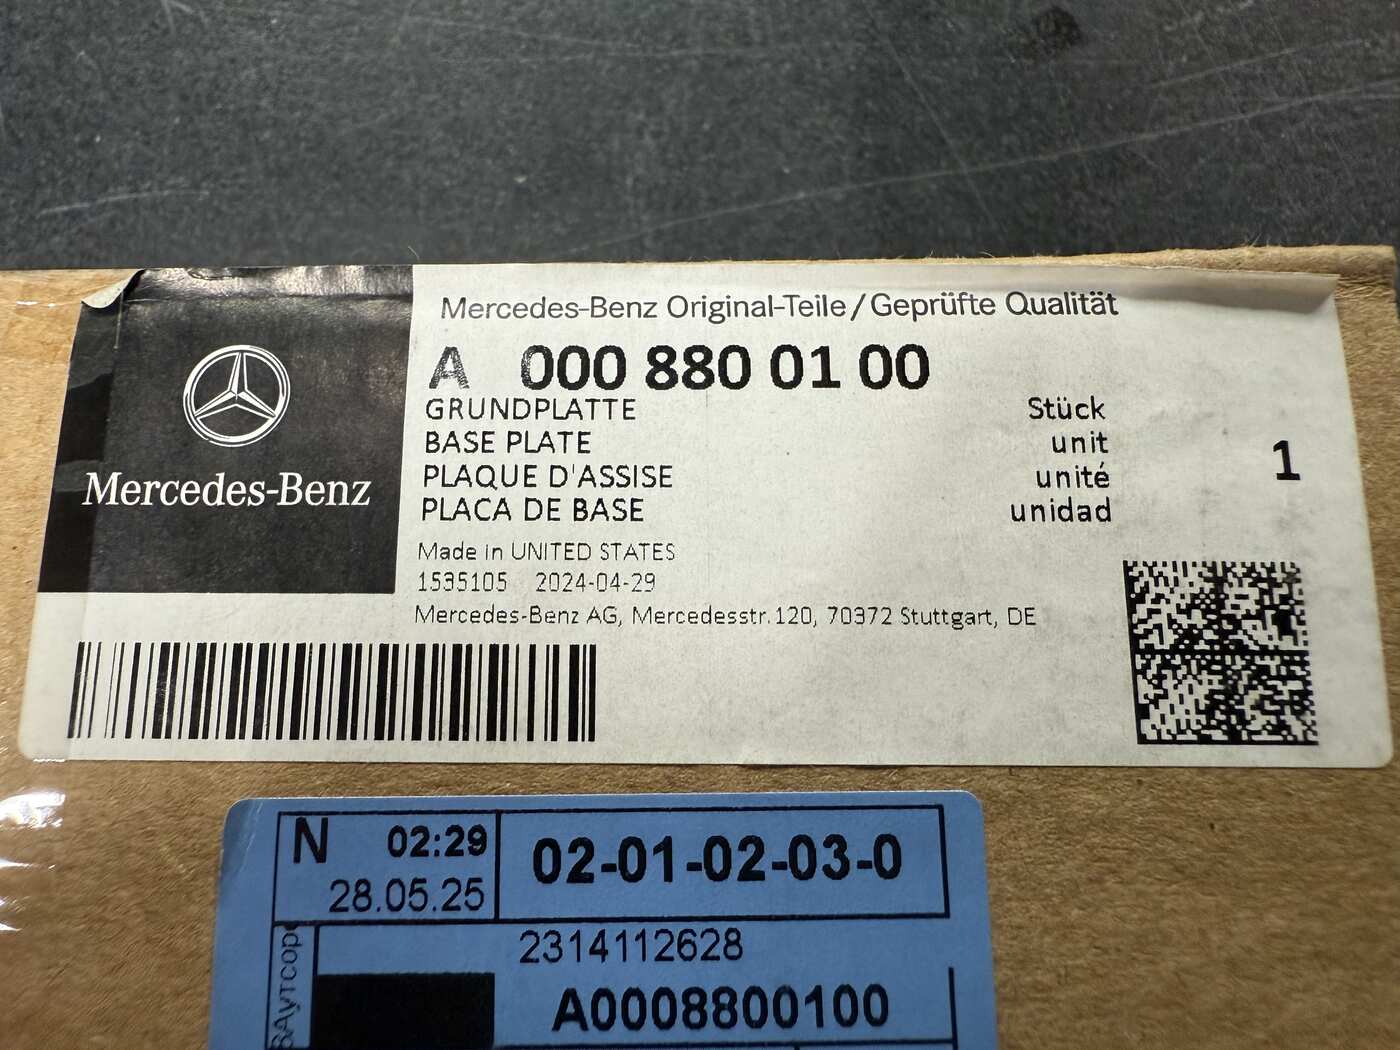 Mercedes-Benz Original-Teile/Geprüfte Qualität
A 000 880 01 00
GRUNDPLATTE Stück
BASE PLATE unit
PLAQUE D'ASSISE unité
PLACA DE BASE unidad
1
Mercedes-Benz
Made in UNITED STATES
1535105 2024-04-29
Mercedes-Benz AG, Mercedesstr. 120, 70372 Stuttgart, DE
N 02:29
28.05.25
02-01-02-03-0
2314112628
A0008800100